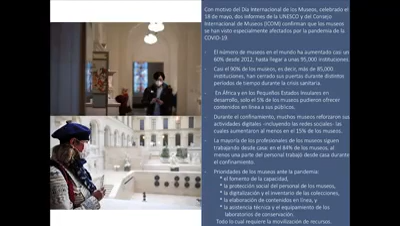 Con motivo del Día Internacional de los Museos, celebrado el
18 de mayo, dos informes de la UNESCO y del Consejo
Internacional de Museos (ICOM) confirman que los museos
se han visto especialmente afectados por la pandemia de la
COVID-19.
- El número de museos en el mundo ha aumentado casi un
60% desde 2012, hasta llegar a unas 95,000 instituciones
- Casi el 90% de los museos, es decir, más de 85,000
instituciones, han cerrado sus puertas durante distintos
períodos de tiempo durante la crisis sanitaria.
- En África y en los Pequeños Estados Insulares en
desarrollo, solo el 5% de los museos pudieron ofrecer
contenido en línea a sus públicos.
- Durante el confinamiento, muchos museos reforzaron sus
actividades digitales -incluyendo las redes sociales- las
cuales aumentaron al menos en el 15% de los museos.
- La mayoría de los profesionales de los museos siguen
trabajando desde casa: en el 84% de los museos, al
menos una parte del personal trabajó desde casa durante
el confinamiento.
- Prioridades de los museos ante la pandemia:
* el fomento de la capacidad,
* la protección social del personal de los museos,
* la digitalización y el inventario de las colecciones,
* la elaboración de contenidos en línea, y
* la asistencia técnica y el equipamiento de los
laboratorios de conservación.
Todo lo cual requiere la movilización de recursos.